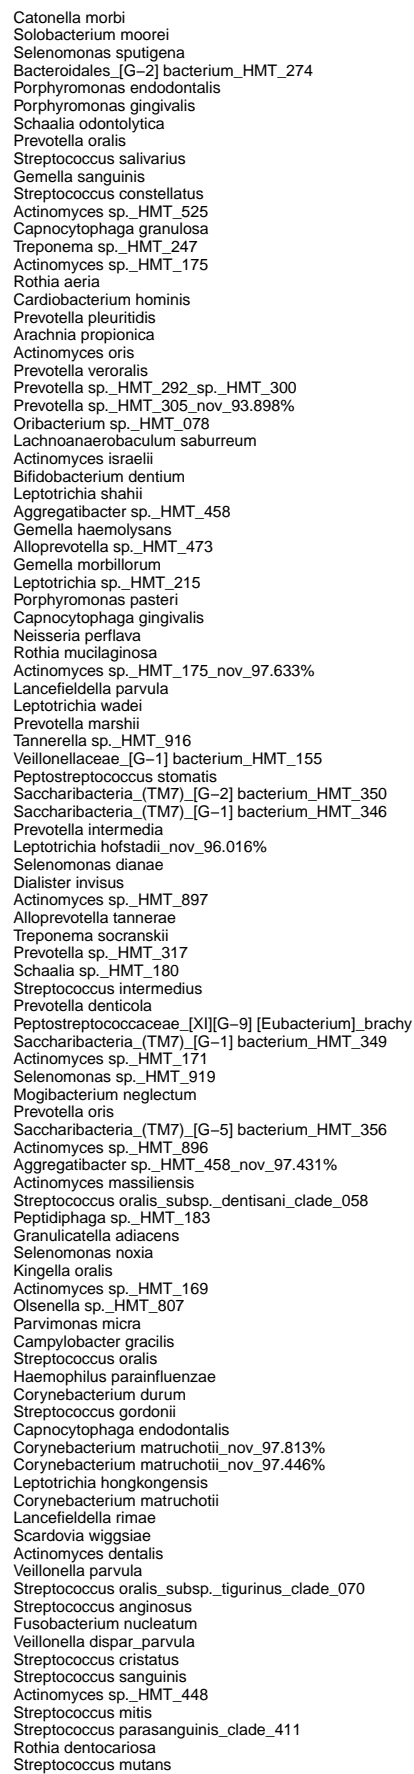 Catonella morbi
Solobacterium moorei
Selenomonas sputigena
Bacteroidales_[G−2] bacterium_HMT_274
Porphyromonas endodontalis
Porphyromonas gingivalis
Schaalia odontolytica
Prevotella oralis
Streptococcus salivarius
Gemella sanguinis
Streptococcus constellatus
Actinomyces sp._HMT_525
Capnocytophaga granulosa
Treponema sp._HMT_247
Actinomyces sp._HMT_175
Rothia aeria
Cardiobacterium hominis
Prevotella pleuritidis
Arachnia propionica
Actinomyces oris
Prevotella veroralis
Prevotella sp._HMT_292_sp._HMT_300
Prevotella sp._HMT_305_nov_93.898%
Oribacterium sp._HMT_078
Lachnoanaerobaculum saburreum
Actinomyces israelii
Bifidobacterium dentium
Leptotrichia shahii
Aggregatibacter sp._HMT_458
Gemella haemolysans
Alloprevotella sp._HMT_473
Gemella morbillorum
Leptotrichia sp._HMT_215
Porphyromonas pasteri
Capnocytophaga gingivalis
Neisseria perflava
Rothia mucilaginosa
Actinomyces sp._HMT_175_nov_97.633%
Lancefieldella parvula
Leptotrichia wadei
Prevotella marshii
Tannerella sp._HMT_916
Veillonellaceae_[G−1] bacterium_HMT_155
Peptostreptococcus stomatis
Saccharibacteria_(TM7)_[G−2] bacterium_HMT_350
Saccharibacteria_(TM7)_[G−1] bacterium_HMT_346
Prevotella intermedia
Leptotrichia hofstadii_nov_96.016%
Selenomonas dianae
Dialister invisus
Actinomyces sp._HMT_897
Alloprevotella tannerae
Treponema socranskii
Prevotella sp._HMT_317
Schaalia sp._HMT_180
Streptococcus intermedius
Prevotella denticola
Peptostreptococcaceae_[XI][G−9] [Eubacterium]_brachy
Saccharibacteria_(TM7)_[G−1] bacterium_HMT_349
Actinomyces sp._HMT_171
Selenomonas sp._HMT_919
Mogibacterium neglectum
Prevotella oris
Saccharibacteria_(TM7)_[G−5] bacterium_HMT_356
Actinomyces sp._HMT_896
Aggregatibacter sp._HMT_458_nov_97.431%
Actinomyces massiliensis
Streptococcus oralis_subsp._dentisani_clade_058
Peptidiphaga sp._HMT_183
Granulicatella adiacens
Selenomonas noxia
Kingella oralis
Actinomyces sp._HMT_169
Olsenella sp._HMT_807
Parvimonas micra
Campylobacter gracilis
Streptococcus oralis
Haemophilus parainfluenzae
Corynebacterium durum
Streptococcus gordonii
Capnocytophaga endodontalis
Corynebacterium matruchotii_nov_97.813%
Corynebacterium matruchotii_nov_97.446%
Leptotrichia hongkongensis
Corynebacterium matruchotii
Lancefieldella rimae
Scardovia wiggsiae
Actinomyces dentalis
Veillonella parvula
Streptococcus oralis_subsp._tigurinus_clade_070
Streptococcus anginosus
Fusobacterium nucleatum
Veillonella dispar_parvula
Streptococcus cristatus
Streptococcus sanguinis
Actinomyces sp._HMT_448
Streptococcus mitis
Streptococcus parasanguinis_clade_411
Rothia dentocariosa
Streptococcus mutans